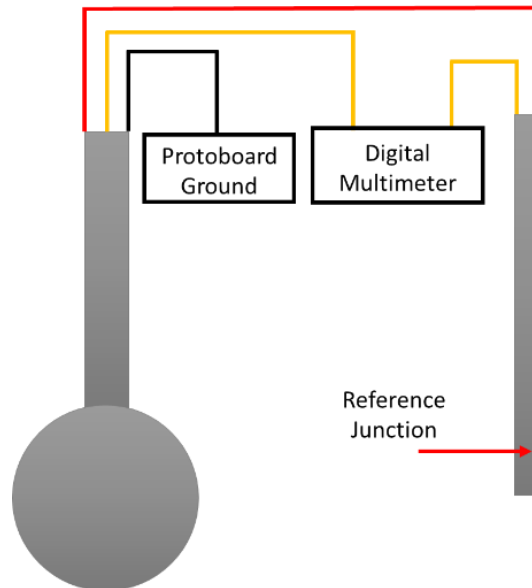 Protoboard
Ground
Digital
Multimeter
Reference
Junction